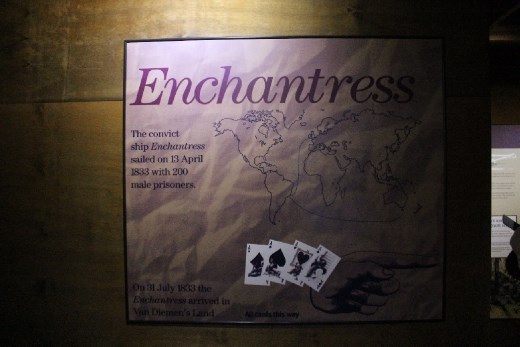 Enchantress
The convict
ship Enchantress
sailed on 13 April
1833 with 200
male prisoners.
On 31 July 1833 the
Enchantress arrived in
Van Diemen's Land